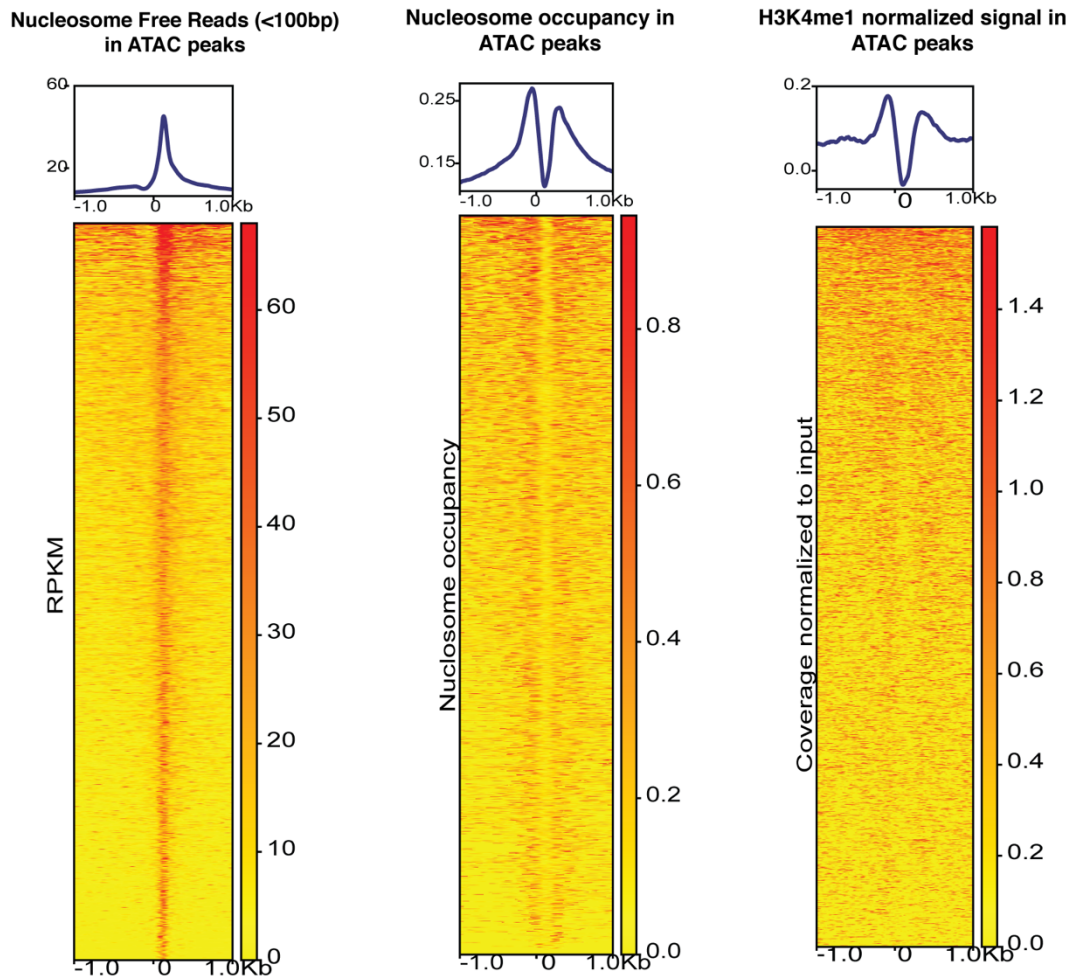 Nucleosome Free Reads (<100bp)
in ATAC peaks
60
20
-1.0 0 1.0Kb
RPKM
60
50
40
30
20
10
0
-1.0 0 1.0Kb
Nucleosome occupancy in
ATAC peaks
0.25
0.15
-1.0 0 1.0Kb
Nuclosome occupancy
0.8
0.6
0.4
0.2
0.0
-1.0 0 1.0Kb
H3K4me1 normalized signal in
ATAC peaks
0.2
0.0
-1.0 0 1.0Kb
Coverage normalized to input
1.4
1.2
1.0
0.8
0.6
0.4
0.2
0.0
-1.0 0 1.0Kb